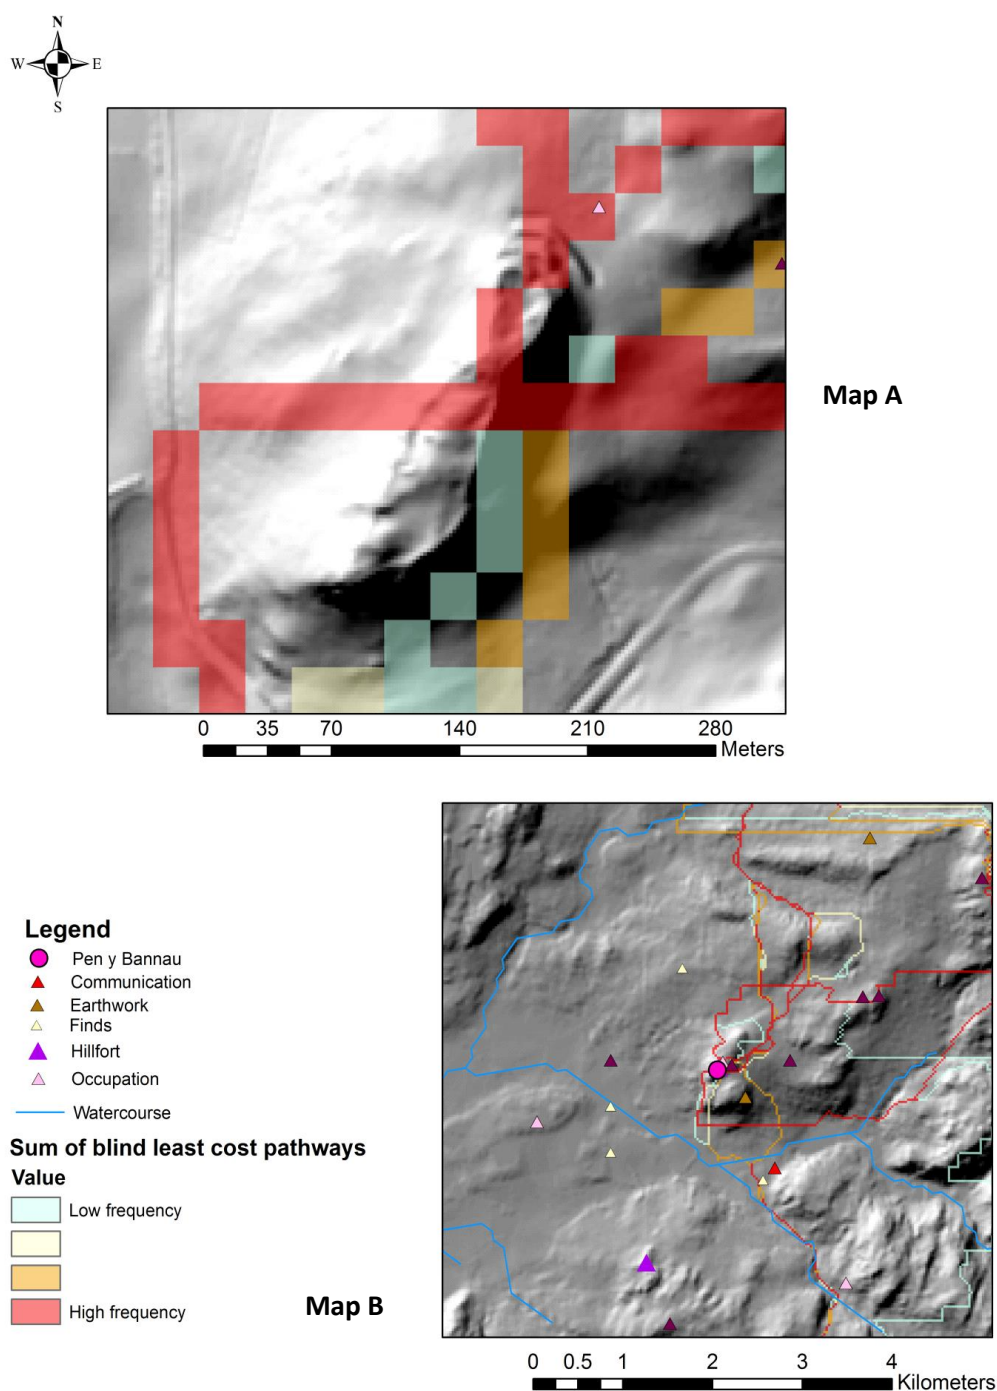 N
W E
S
Map A
0 35 70 140 210 280
Meters
Legend
Pen y Bannau
Communication
Earthwork
Finds
Hillfort
Occupation
Watercourse
Sum of blind least cost pathways
Value
Low frequency
High frequency
Map B
0 0.5 1 2 3 4
Kilometers